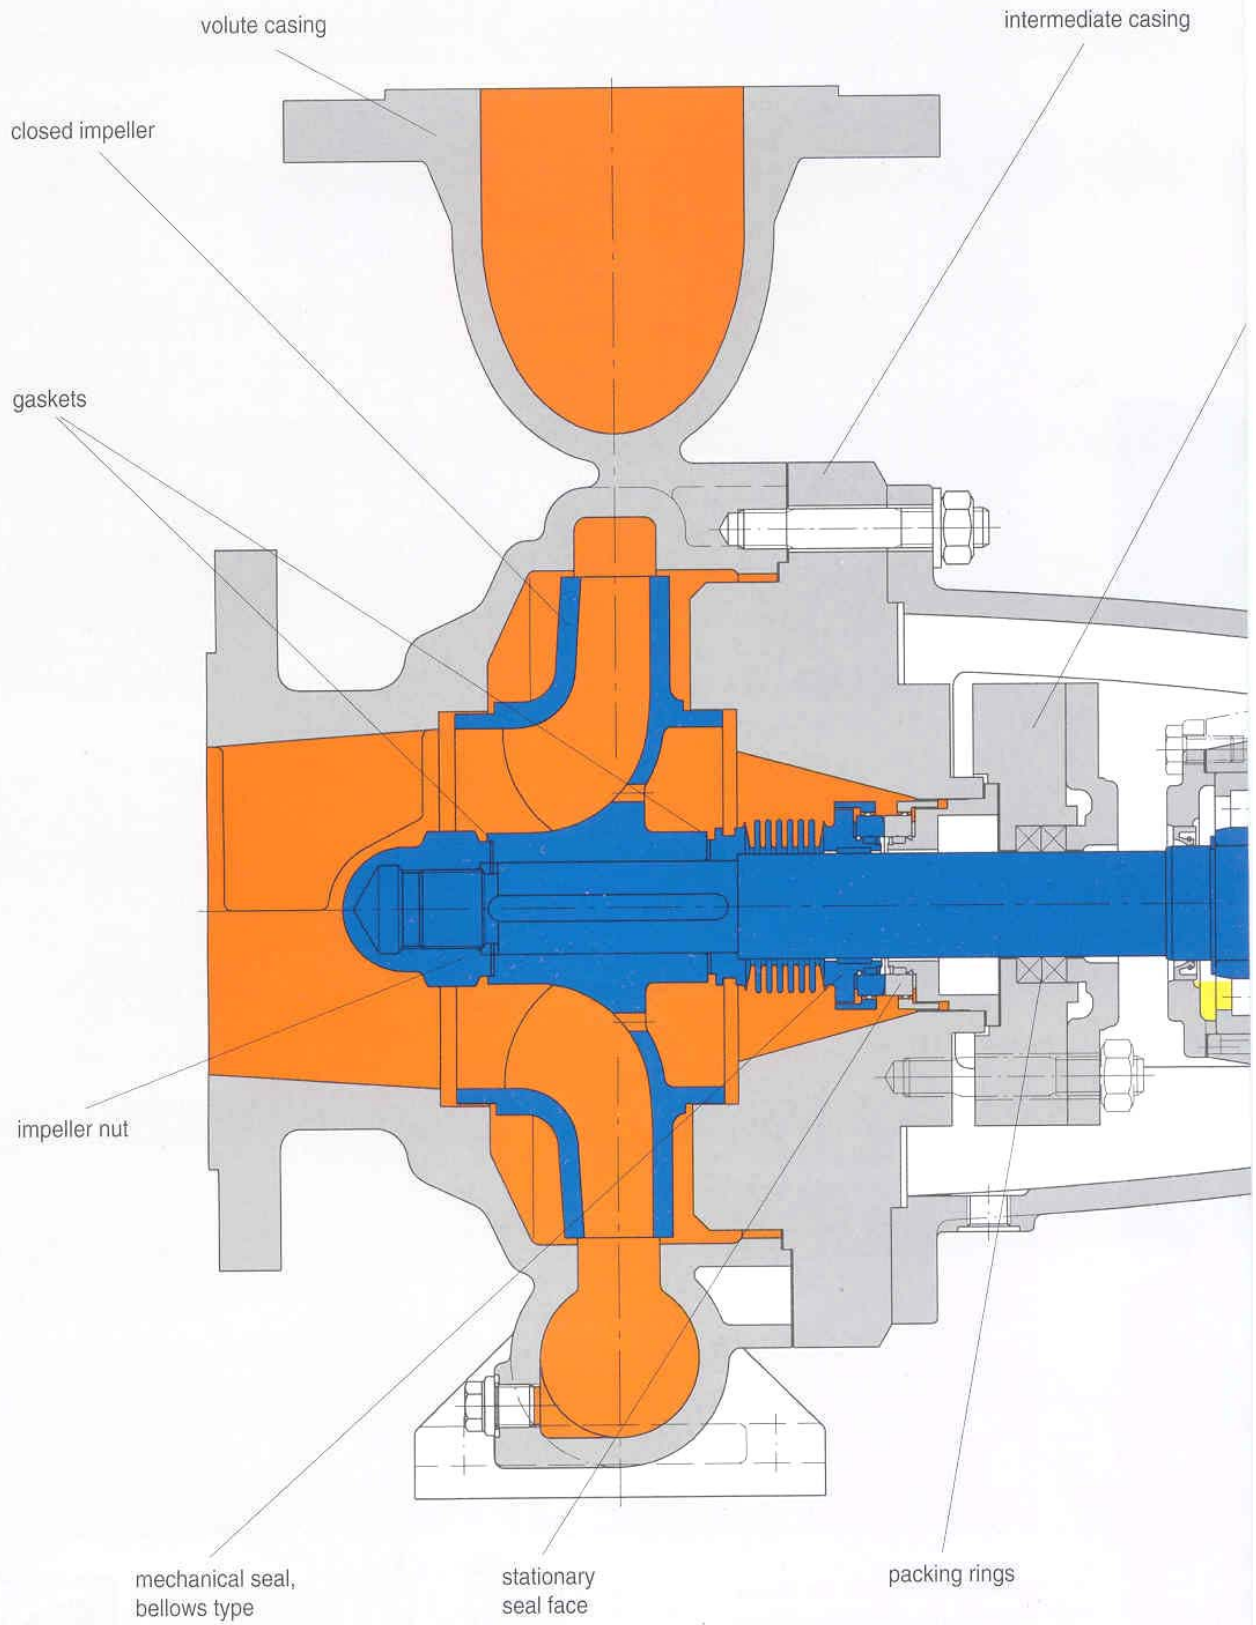 volute casing
intermediate casing
closed impeller
gaskets
impeller nut
mechanical seal,
bellows type
stationary
seal face
packing rings